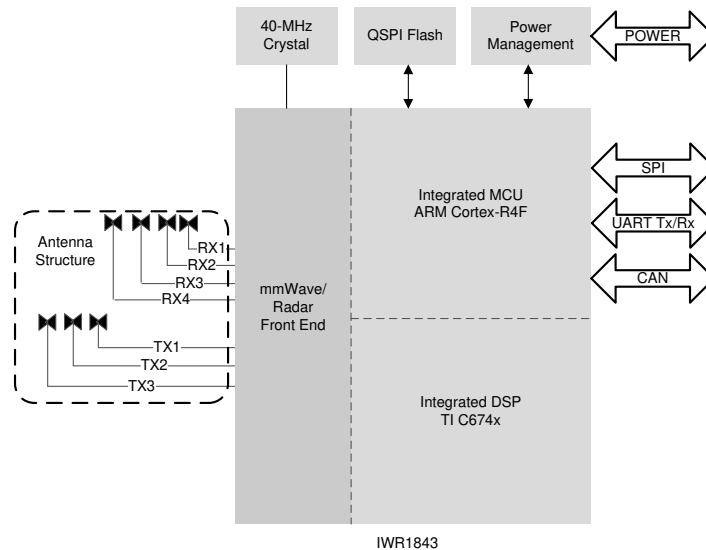 40-MHz
Crystal
QSPI Flash
Power
Management
POWER
SPI
UART Tx/Rx
CAN
Integrated MCU
ARM Cortex-R4F
Antenna
Structure
RX1
RX2
RX3
RX4
TX1
TX2
TX3
mmWave/
Radar
Front End
Integrated DSP
TI C674x
IWR1843